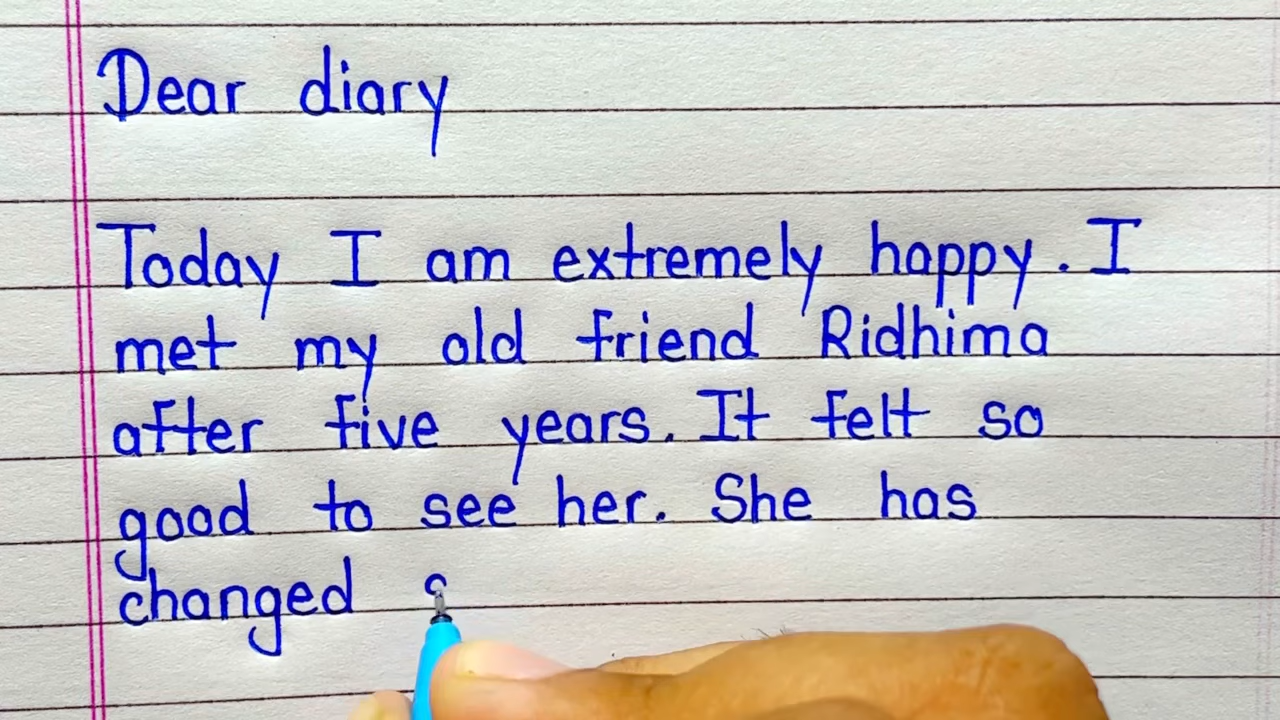 Dear diary
Today I am extremely happy. I
met my old friend Ridhima
after five years. It felt so
good to see her. She has
changed